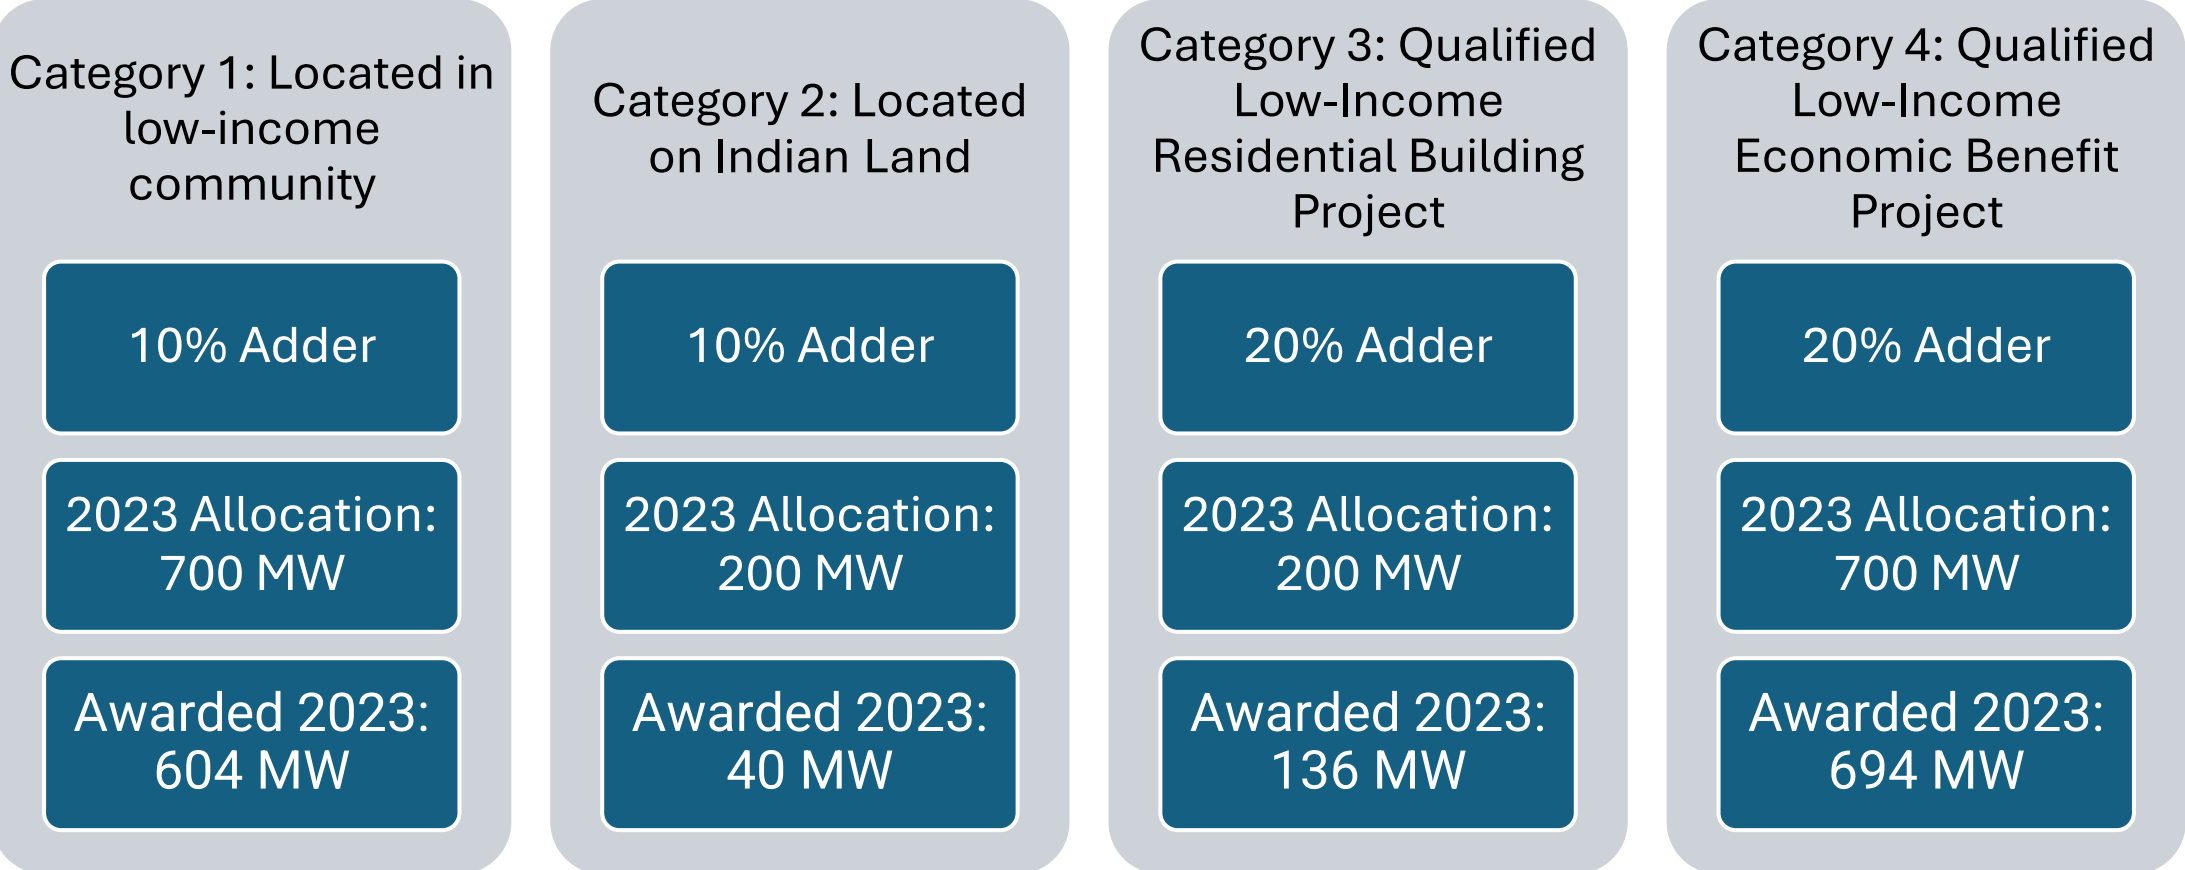 Category 1: Located in
low-income
community
10% Adder
2023 Allocation:
700 MW
Awarded 2023:
604 MW
Category 2: Located
on Indian Land
10% Adder
2023 Allocation:
200 MW
Awarded 2023:
40 MW
Category 3: Qualified
Low-Income
Residential Building
Project
20% Adder
2023 Allocation:
200 MW
Awarded 2023:
136 MW
Category 4: Qualified
Low-Income
Economic Benefit
Project
20% Adder
2023 Allocation:
700 MW
Awarded 2023:
694 MW